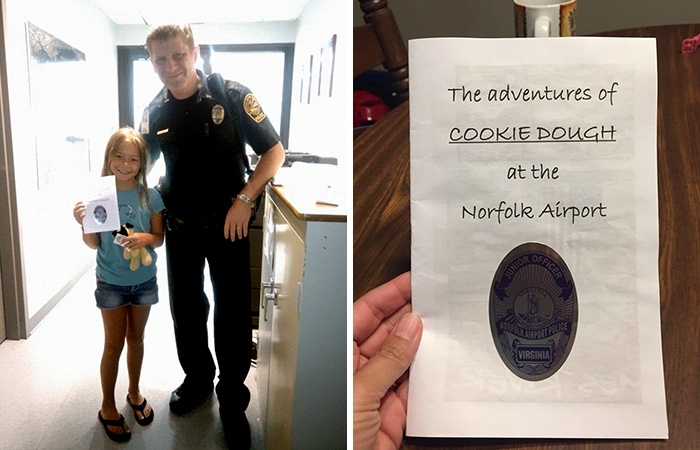 The adventures of
COOKIE DOUGH
at the
Norfolk Airport
JUNIOR OFFICER
NORFOLK AIRPORT POLICE
VIRGINIA